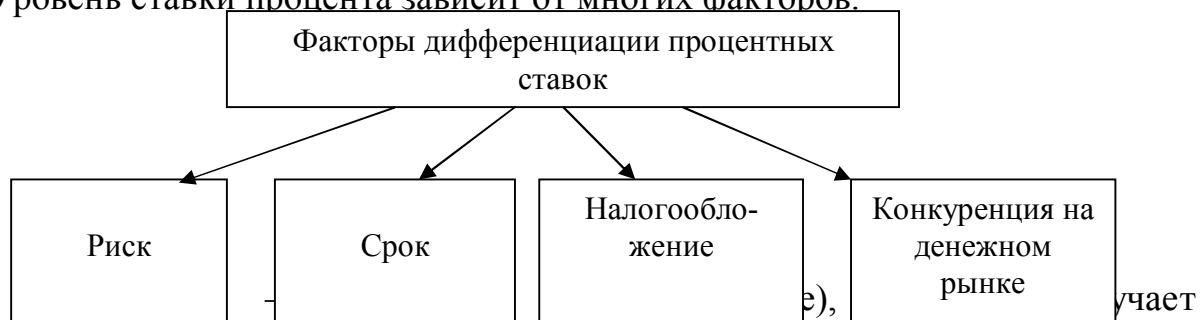 Уровень ставки процента зависит от многих факторов.
Факторы дифференциации процентных
ставок
Риск
Срок
Налогообло-
жение
Конкуренция на
денежном
рынке